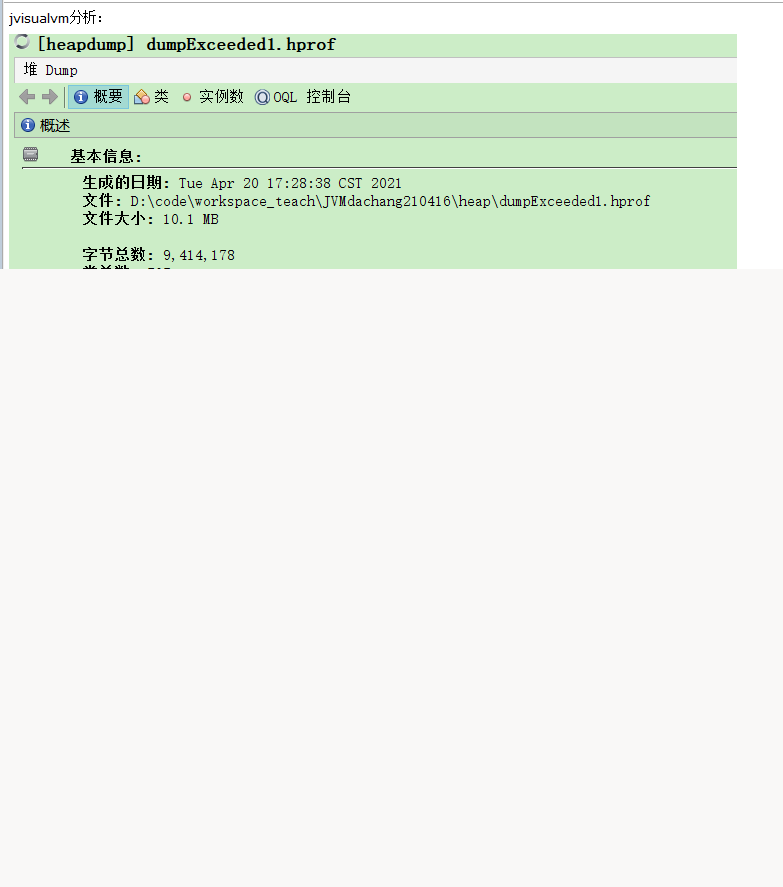 jvisualvm分析：
[heapdump] dumpExceeded1.hprof
堆 Dump
概要 类 实例数 OQL 控制台
概述
基本信息：
生成的日期: Tue Apr 20 17:28:38 CST 2021
文件: D:\code\workspace_teach\JVMdachang210416\heap\dumpExceeded1.hprof
文件大小: 10.1 MB
字节总数: 9,414,178